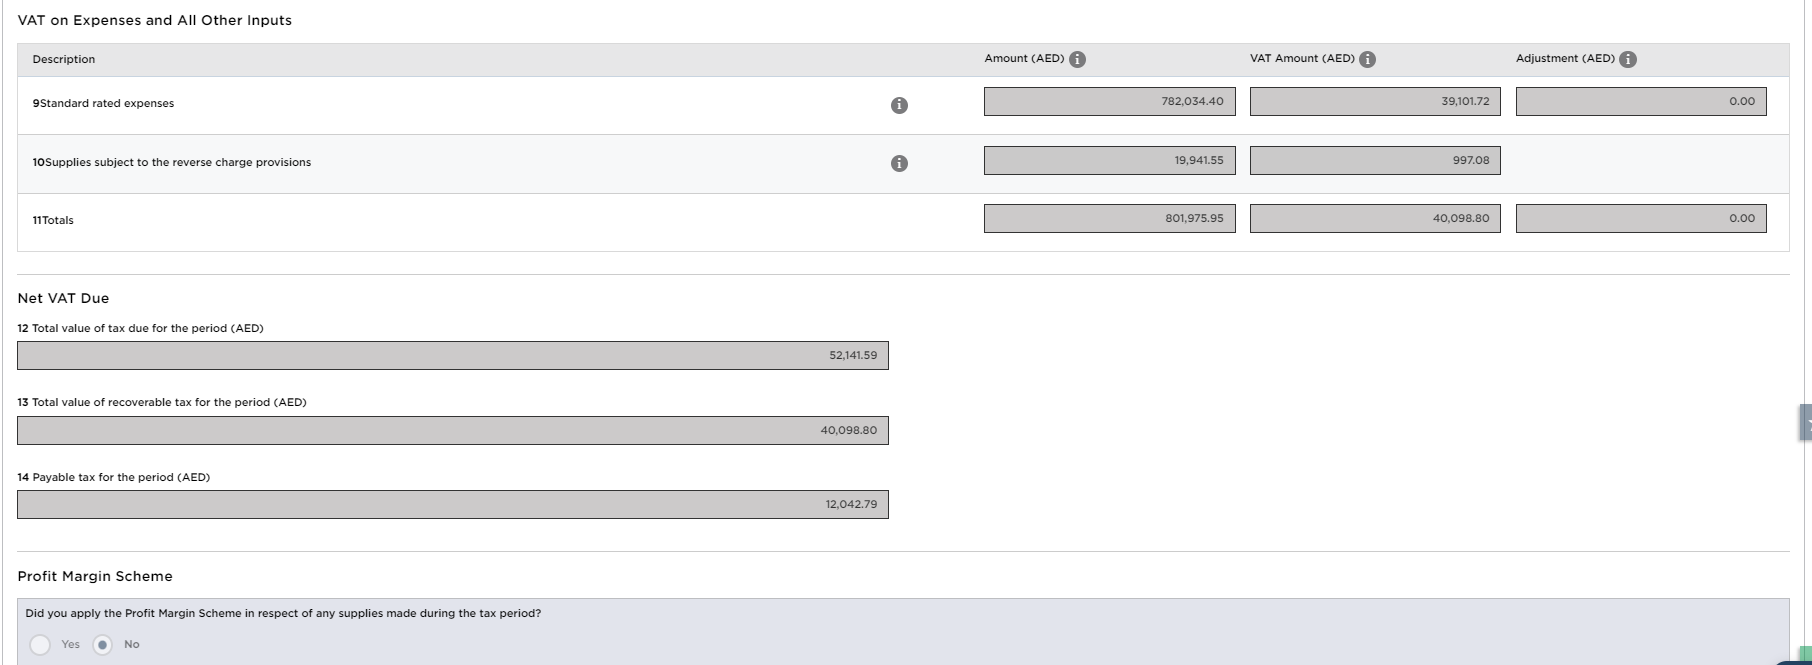 VAT on Expenses and All Other Inputs
Description Amount (AED) VAT Amount (AED) Adjustment (AED)
9Standard rated expenses 782,034.40 39,101.72 0.00
10Supplies subject to the reverse charge provisions 19,941.55 997.08
11Totals 801,975.95 40,098.80 0.00
Net VAT Due
12 Total value of tax due for the period (AED)
52,141.59
13 Total value of recoverable tax for the period (AED)
40,098.80
14 Payable tax for the period (AED)
12,042.79
Profit Margin Scheme
Did you apply the Profit Margin Scheme in respect of any supplies made during the tax period?
Yes No